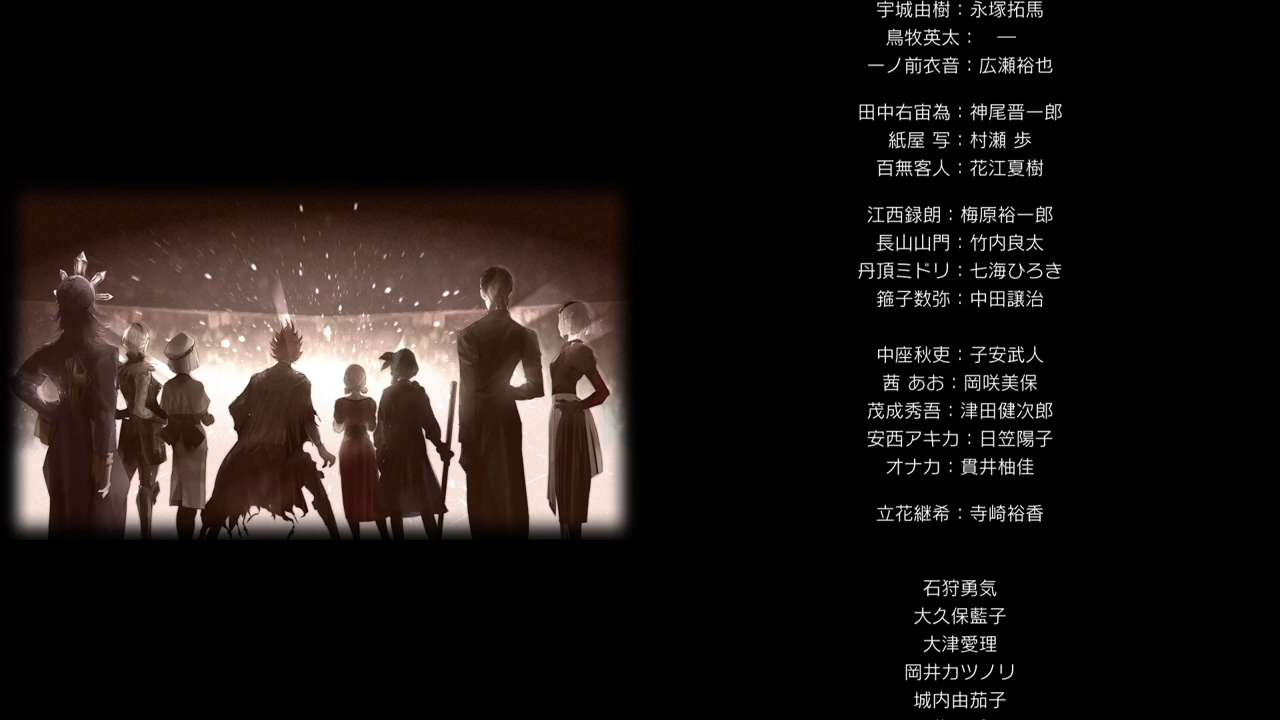 宇城由樹：永塚拓馬
鳥牧英太：　―
一ノ前衣音：広瀬裕也
田中右宙為：神尾晋一郎
紙屋 写：村瀬 歩
百無客人：花江夏樹
江西録朗：梅原裕一郎
長山山門：竹内良太
丹頂ミドリ：七海ひろき
箍子数弥：中田譲治
中座秋吏：子安武人
茜 あお：岡咲美保
茂成秀吾：津田健次郎
安西アキカ：日笠陽子
オナカ：貫井柚佳
立花継希：寺崎裕香
石狩勇気
大久保藍子
大津愛理
岡井カツノリ
城内由茄子